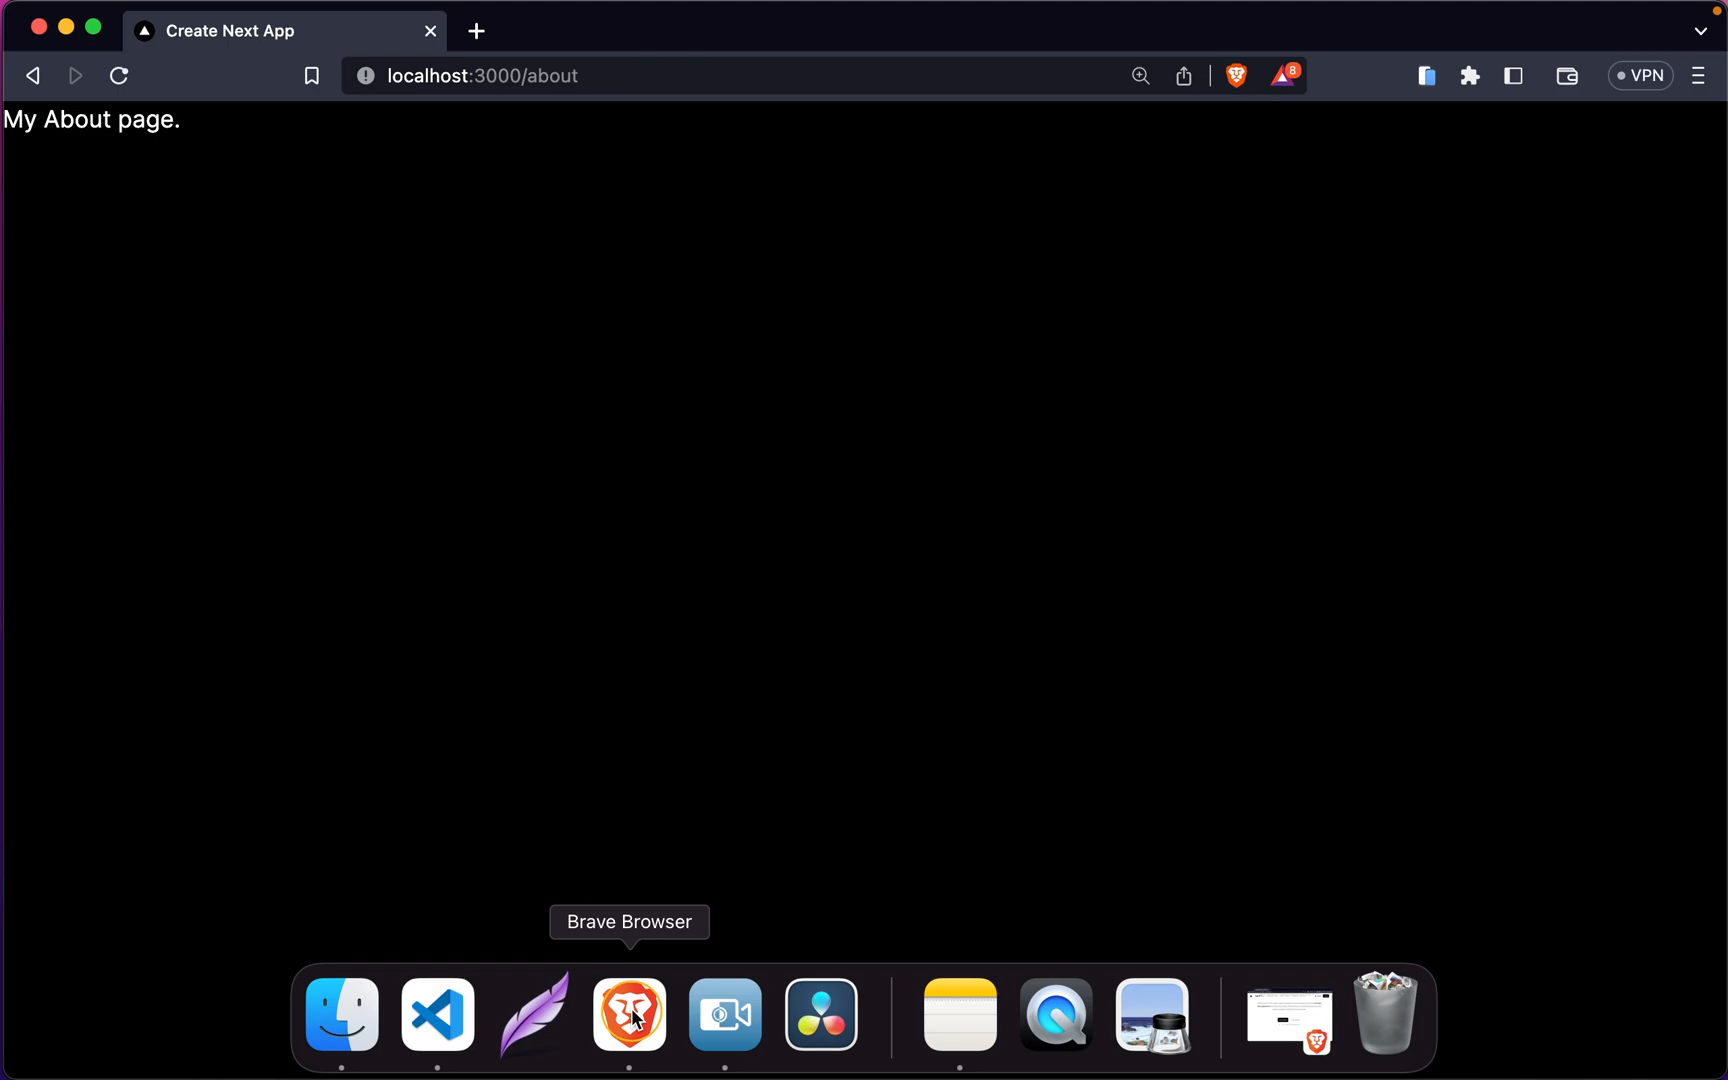 Create Next App
localhost:3000/about
8
VPN
My About page.
Brave Browser